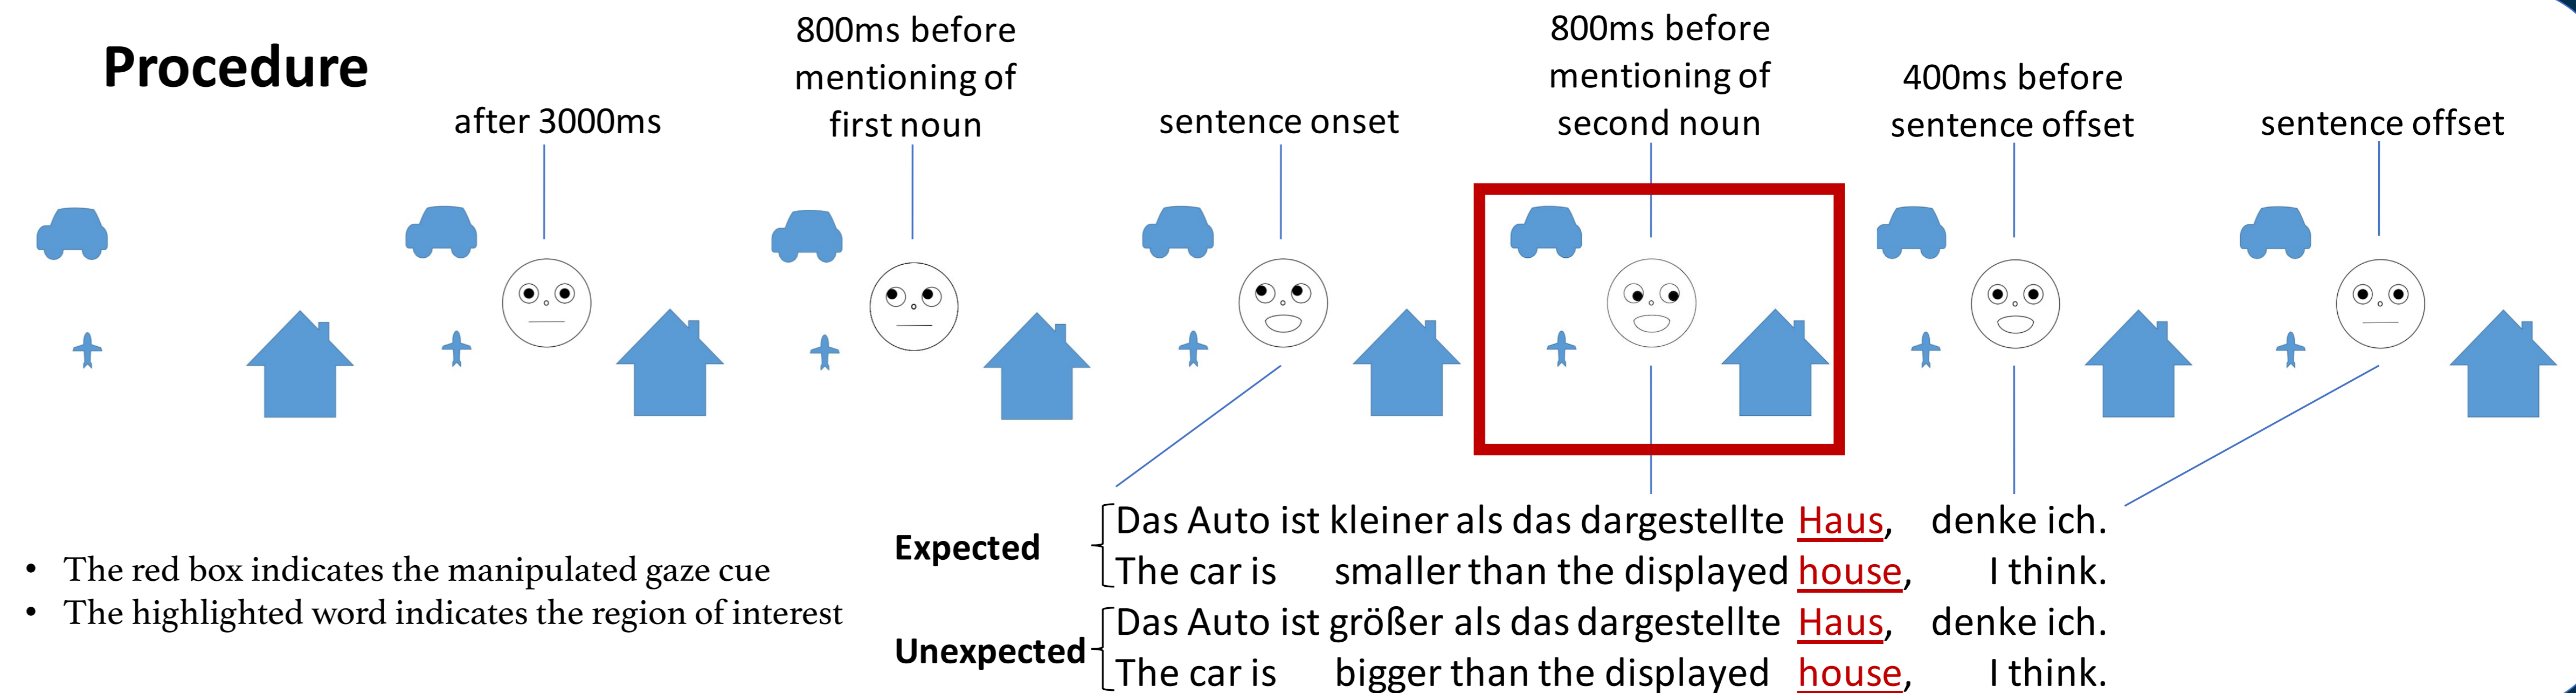 Procedure
after 3000ms
800ms before
mentioning of
first noun
sentence onset
800ms before
mentioning of
second noun
400ms before
sentence offset
sentence offset
Expected
Das Auto ist kleiner als das dargestellte Haus, denke ich.
The car is smaller than the displayed house, I think.
Unexpected
Das Auto ist größer als das dargestellte Haus, denke ich.
The car is bigger than the displayed house, I think.
• The red box indicates the manipulated gaze cue
• The highlighted word indicates the region of interest